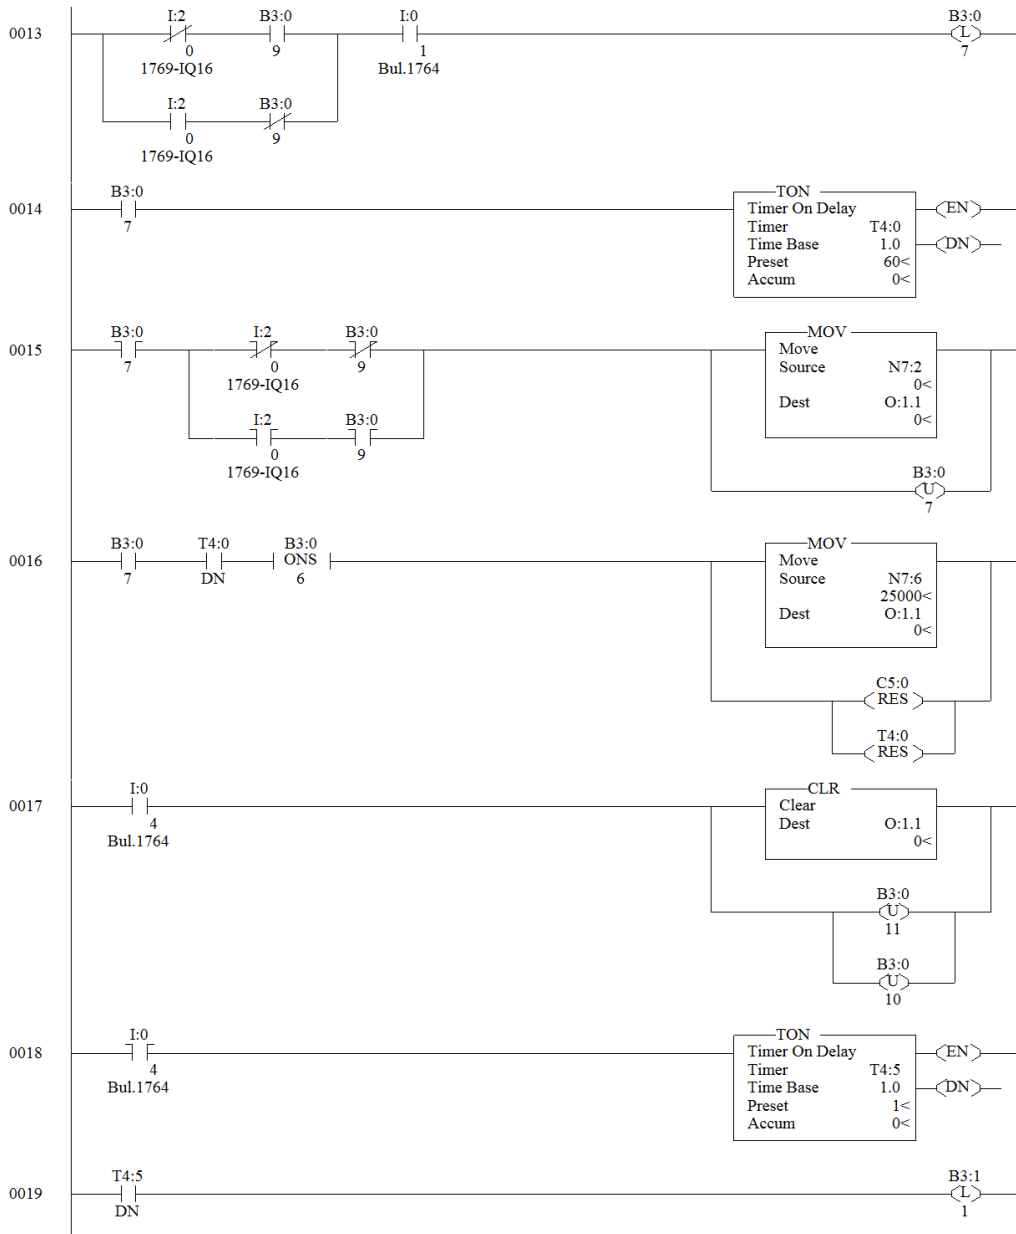 I:2 B3:0 I:0 B3:0
0013 L
0 9 1 7
1769-IQ16 Bul.1764
I:2 B3:0
0 9
1769-IQ16
B3:0 TON
0014 Timer On Delay EN
7 Timer T4:0
Time Base 1.0 DN
Preset 60<
Accum 0<
B3:0 I:2 B3:0 MOV
0015 Move
7 0 9 Source N7:2
1769-IQ16 0<
Dest O:1.1
0<
I:2 B3:0
0 9
1769-IQ16
B3:0
U
7
B3:0 T4:0 B3:0 MOV
0016 ONS Move
7 DN 6 Source N7:6
25000<
Dest O:1.1
0<
C5:0
RES
T4:0
RES
I:0 CLR
0017 Clear
4 Dest O:1.1
Bul.1764 0<
B3:0
U
11
B3:0
U
10
I:0 TON
0018 Timer On Delay EN
4 Timer T4:5
Bul.1764 Time Base 1.0 DN
Preset 1<
Accum 0<
T4:5 B3:1
0019 L
DN 1